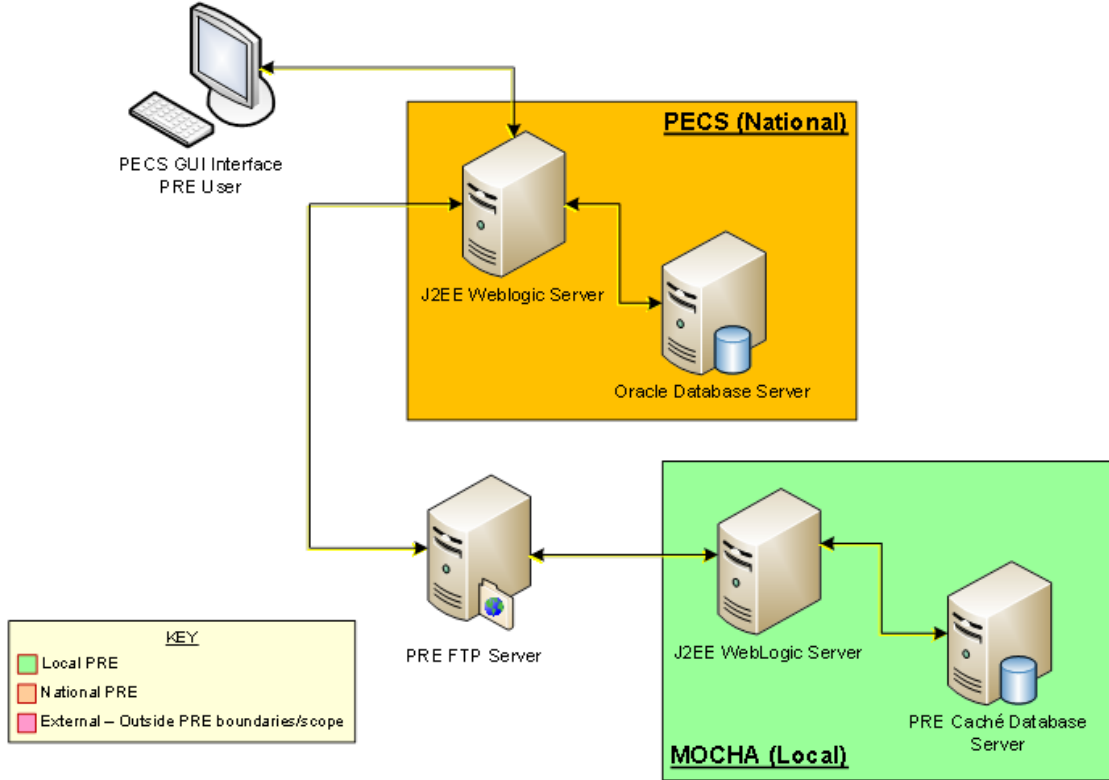 PECS GUI Interface
PRE User
PECS (National)
J2EE Weblogic Server
Oracle Database Server
PRE FTP Server
J2EE WebLogic Server
PRE Caché Database
Server
MOCHA (Local)
KEY
Local PRE
National PRE
External – Outside PRE boundaries/scope